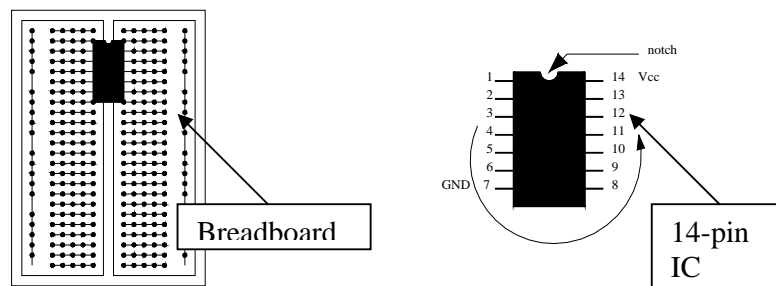 notch
1 14 Vcc
2 13
3 12
4 11
5 10
6 9
GND 7 8
Breadboard
14-pin
IC